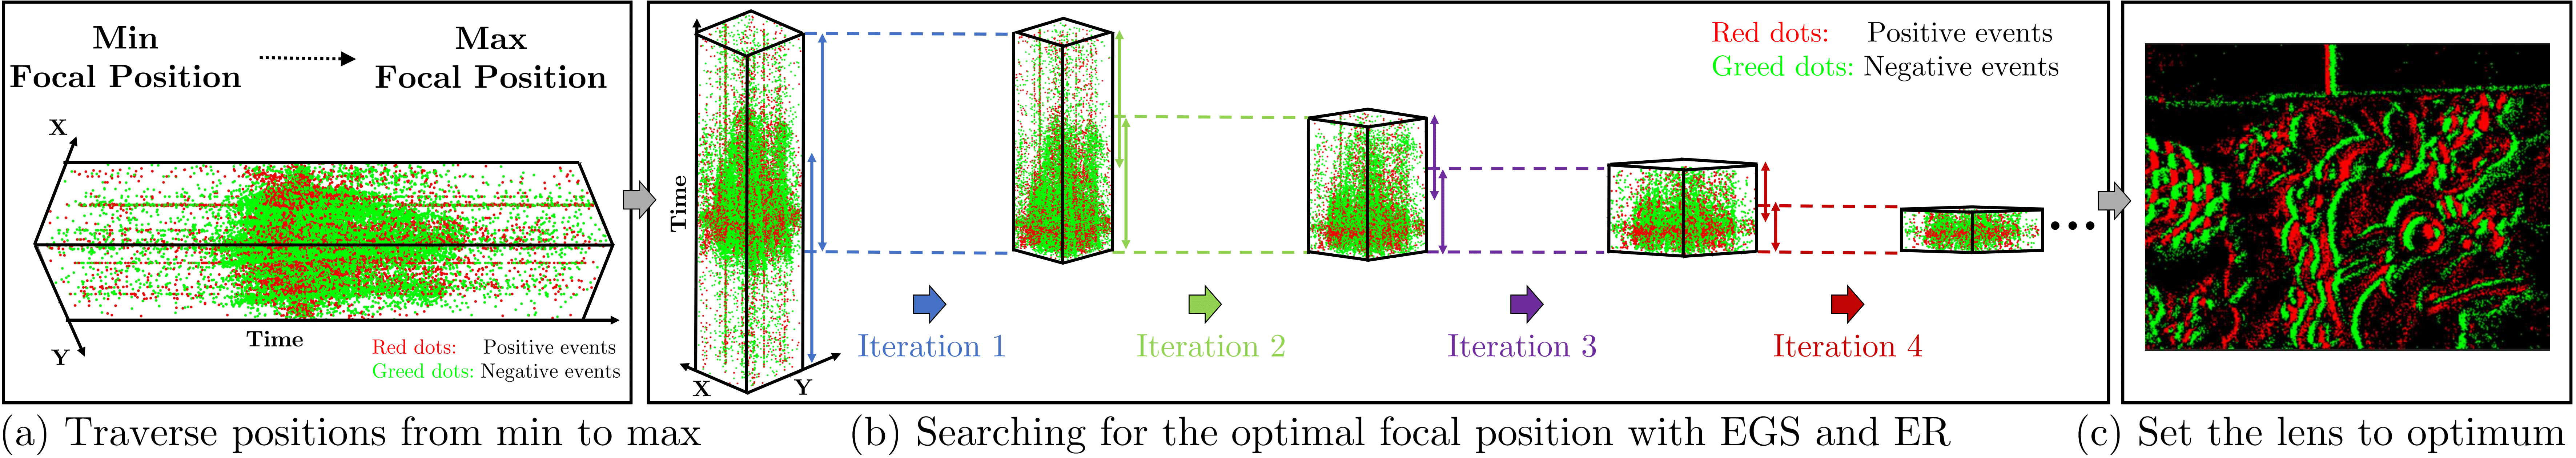 Min
Focal Position
Max
Focal Position
X
Y
Time
Red dots: Positive events
Greed dots: Negative events
(a) Traverse positions from min to max
Time
X
Y
Iteration 1
Iteration 2
Iteration 3
Iteration 4
Red dots: Positive events
Greed dots: Negative events
(b) Searching for the optimal focal position with EGS and ER
(c) Set the lens to optimum